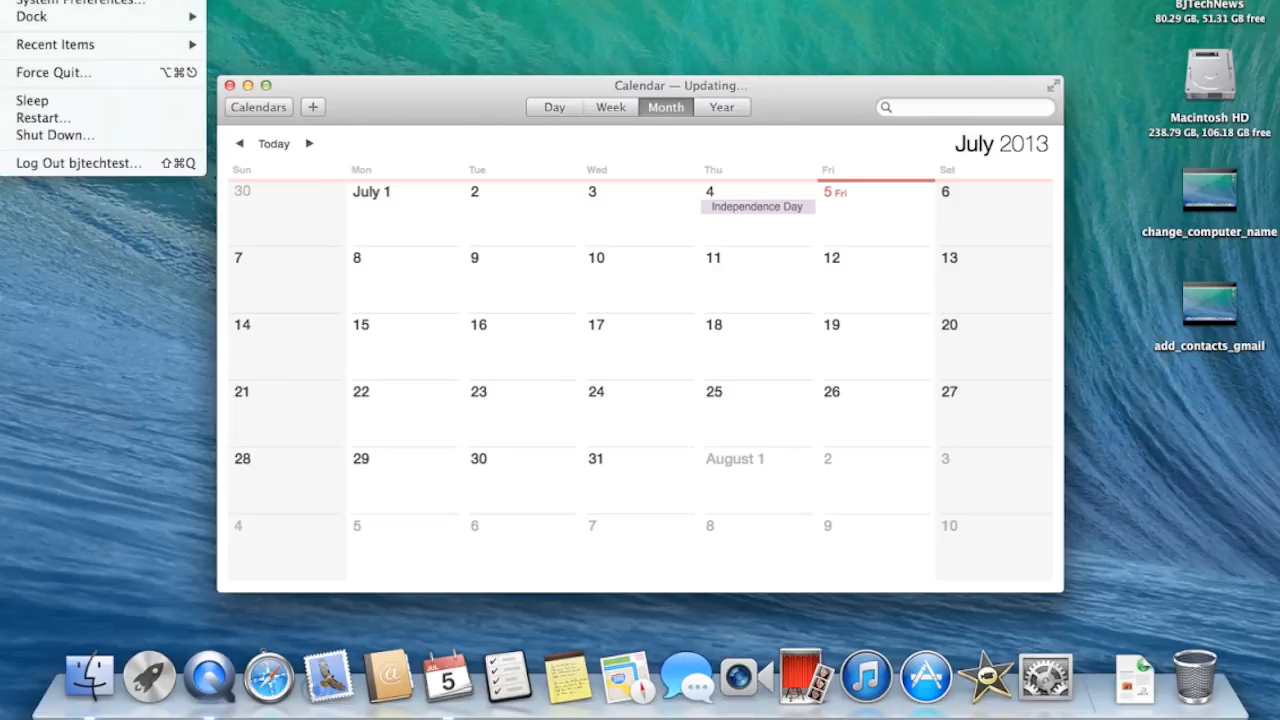 System Preferences...
Dock
Recent Items
Force Quit... ⌥⌘⎋
Sleep
Restart...
Shut Down...
Log Out bjtechtest... ⇧⌘Q
Calendar — Updating...
Calendars + Day Week Month Year
Today July 2013
Sun Mon Tue Wed Thu Fri Sat
30 July 1 2 3 4 5 Fri 6
Independence Day
7 8 9 10 11 12 13
14 15 16 17 18 19 20
21 22 23 24 25 26 27
28 29 30 31 August 1 2 3
4 5 6 7 8 9 10
BJTechNews
80.29 GB, 51.31 GB free
Macintosh HD
238.79 GB, 106.18 GB free
change_computer_name
add_contacts_gmail
@
JUL
5